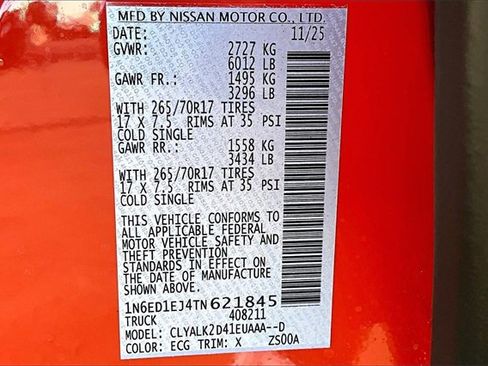 MFD BY NISSAN MOTOR CO., LTD.
DATE: 11/25
GVWR: 2727 KG
6012 LB
GAWR FR.: 1495 KG
3296 LB
WITH 265/70R17 TIRES
17 X 7.5 RIMS AT 35 PSI
COLD SINGLE
GAWR RR.: 1558 KG
3434 LB
WITH 265/70R17 TIRES
17 X 7.5 RIMS AT 35 PSI
COLD SINGLE
THIS VEHICLE CONFORMS TO
ALL APPLICABLE FEDERAL
MOTOR VEHICLE SAFETY AND
THEFT PREVENTION
STANDARDS IN EFFECT ON
THE DATE OF MANUFACTURE
SHOWN ABOVE.
1N6ED1EJ4TN621845
TRUCK 408211
MODEL: CLYALK2D41EUAAA--D
COLOR: ECG TRIM: X ZS00A